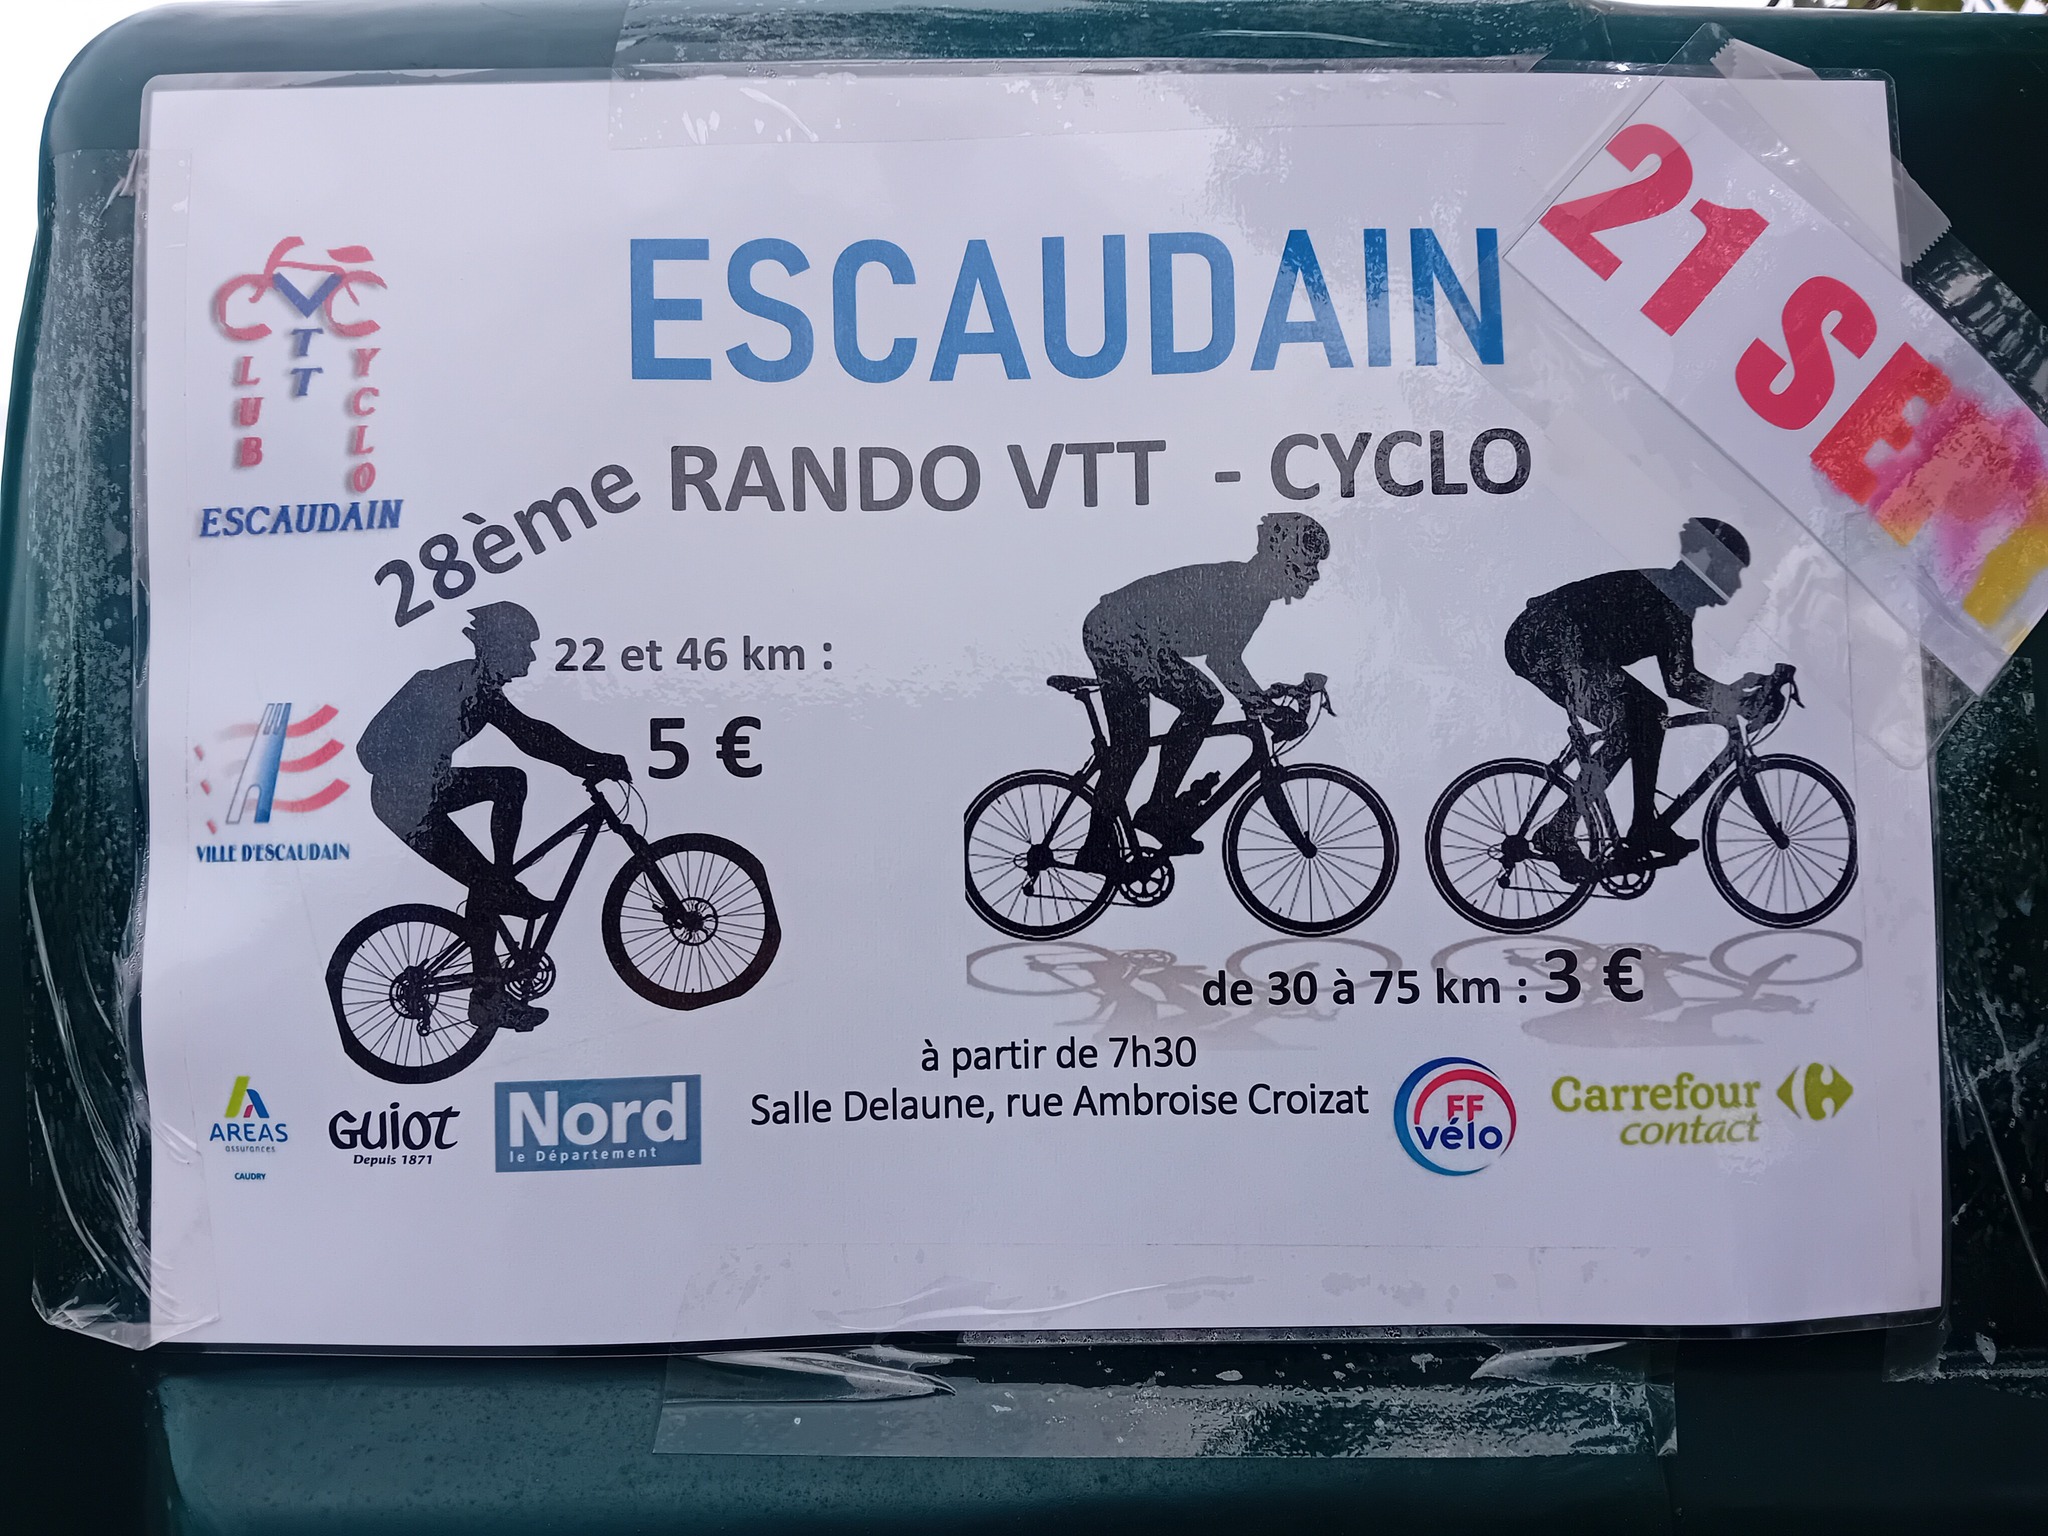 ESCAUDAIN
21 SE
28ème RANDO VTT - CYCLO
CLUB
VTT
CYCLO
ESCAUDAIN
22 et 46 km :
5 €
VILLE D'ESCAUDAIN
de 30 à 75 km : 3 €
à partir de 7h30
Salle Delaune, rue Ambroise Croizat
AREAS
assurances
CAUDRY
GUIOT
Depuis 1871
Nord
le Département
FF
vélo
Carrefour
contact